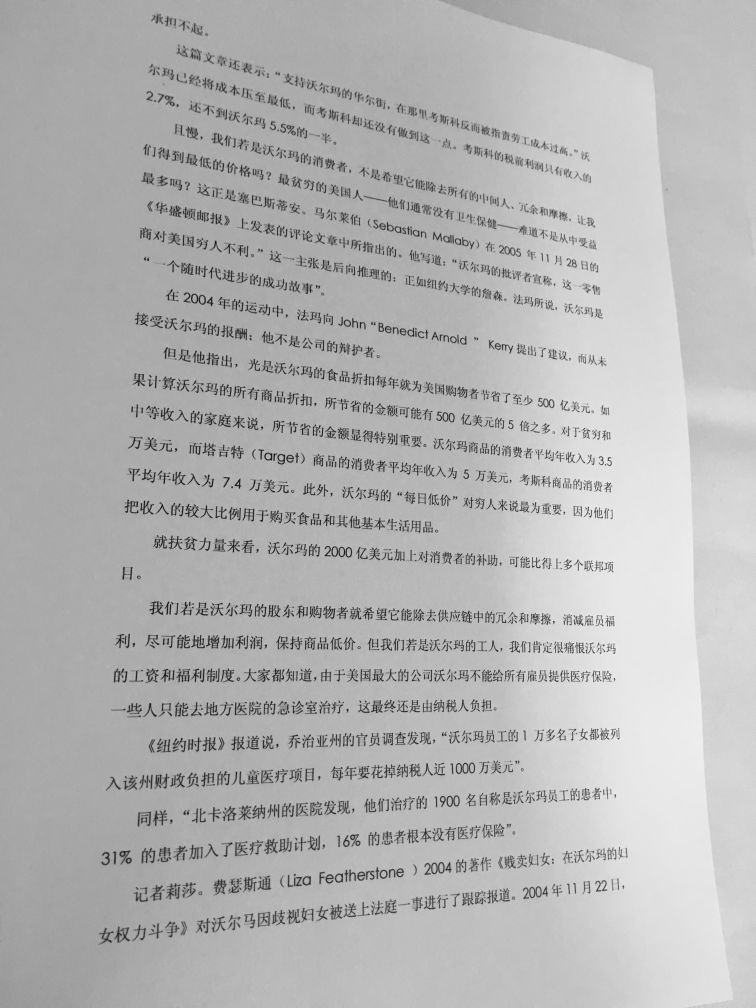 承担不起。
这篇文章还表示：“支持沃尔玛的华尔街，在那里考斯科反而被指责劳工成本过高。”沃
尔玛已经将成本压至最低，而考斯科却还没有做到这一点。考斯科的税前利润只有收入的
2.7%，还不到沃尔玛 5.5%的一半。
且慢，我们若是沃尔玛的消费者，不是希望它能除去所有的中间人、冗余和摩擦，让我
们得到最低的价格吗？最贫穷的美国人——他们通常没有卫生保健——难道不是从中受益
最多吗？这正是塞巴斯蒂安。马尔莱伯（Sebastian Mallaby）在 2005 年 11 月 28 日的
《华盛顿邮报》上发表的评论文章中所指出的。他写道：“沃尔玛的批评者宣称，这一零售
商对美国穷人不利。”这一主张是后向推理的：正如纽约大学的詹森。法玛所说，沃尔玛是
“一个随时代进步的成功故事”。
在 2004 年的运动中，法玛向 John“Benedict Arnold ” Kerry 提出了建议，而从未
接受沃尔玛的报酬；他不是公司的辩护者。
但是他指出，光是沃尔玛的食品折扣每年就为美国购物者节省了至少 500 亿美元。如
果计算沃尔玛的所有商品折扣，所节省的金额可能有 500 亿美元的 5 倍之多。对于贫穷和
中等收入的家庭来说，所节省的金额显得特别重要。沃尔玛商品的消费者平均年收入为 3.5
万美元，而塔吉特（Target）商品的消费者平均年收入为 5 万美元，考斯科商品的消费者
平均年收入为 7.4 万美元。此外，沃尔玛的“每日低价”对穷人来说最为重要，因为他们
把收入的较大比例用于购买食品和其他基本生活用品。
就扶贫力量来看，沃尔玛的 2000 亿美元加上对消费者的补助，可能比得上多个联邦项
目。
我们若是沃尔玛的股东和购物者就希望它能除去供应链中的冗余和摩擦，消减雇员福
利，尽可能地增加利润，保持商品低价。但我们若是沃尔玛的工人，我们肯定很痛恨沃尔玛
的工资和福利制度。大家都知道，由于美国最大的公司沃尔玛不能给所有雇员提供医疗保险，
一些人只能去地方医院的急诊室治疗，这最终还是由纳税人负担。
《纽约时报》报道说，乔治亚州的官员调查发现，“沃尔玛员工的 1 万多名子女都被列
入该州财政负担的儿童医疗项目，每年要花掉纳税人近 1000 万美元”。
同样，“北卡洛莱纳州的医院发现，他们治疗的 1900 名自称是沃尔玛员工的患者中，
31% 的患者加入了医疗救助计划，16% 的患者根本没有医疗保险”。
记者莉莎。费瑟斯通（Liza Featherstone ）2004 的著作《贱卖妇女：在沃尔玛的妇
女权力斗争》对沃尔马因歧视妇女被送上法庭一事进行了跟踪报道。2004 年 11 月 22 日，